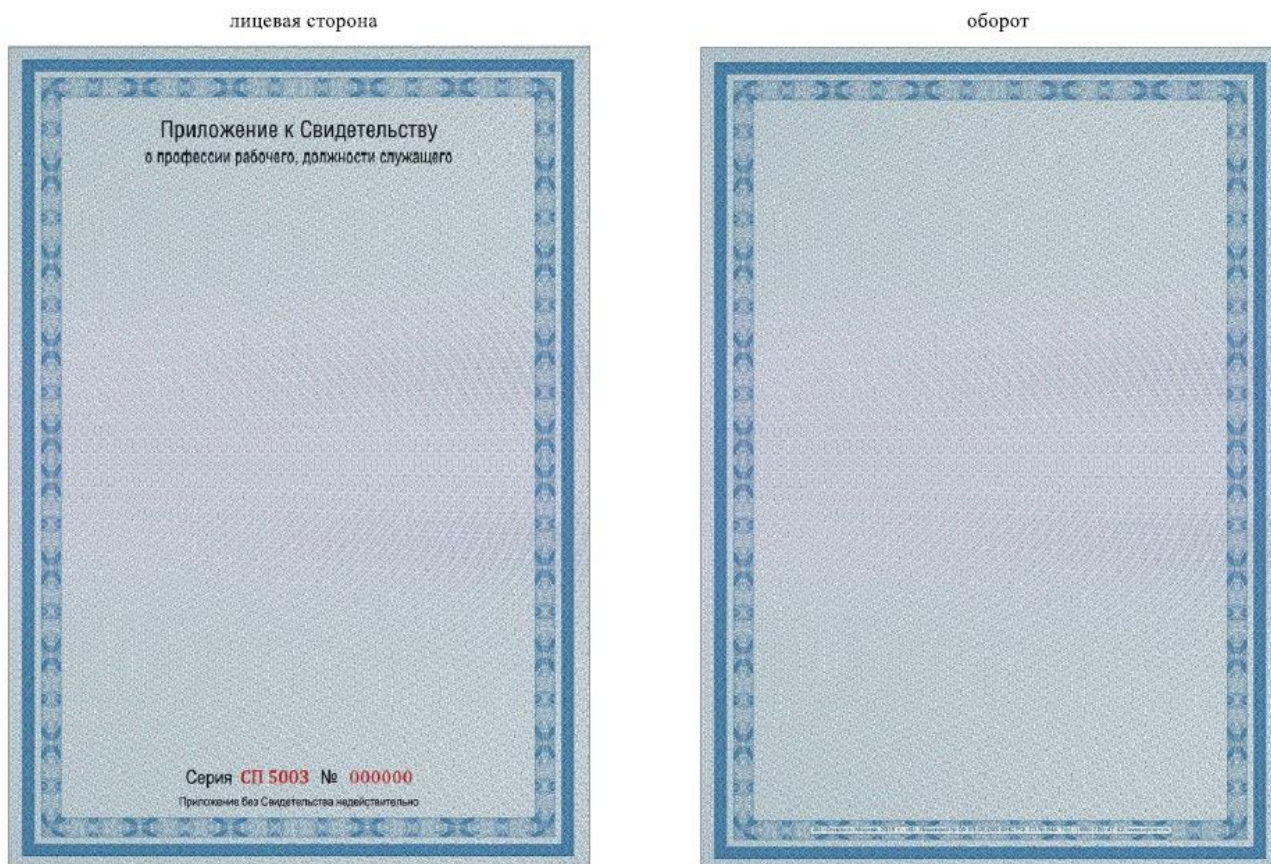 лицевая сторона
оборот
Приложение к Свидетельству
о профессии рабочего, должности служащего
Серия СП 5003 № 000000
Приложение без Свидетельства недействительно